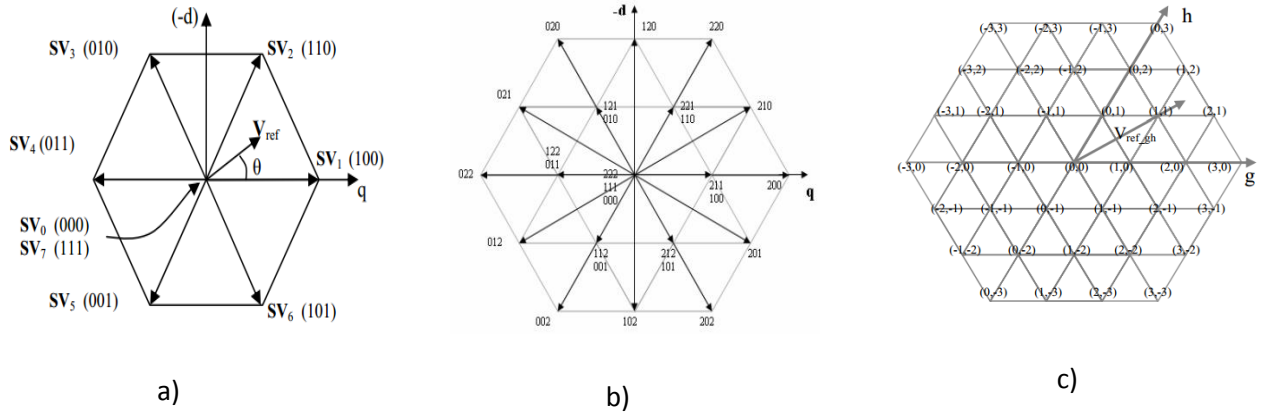 (-d)
SV3 (010)
SV2 (110)
Vref
SV4 (011)
SV1 (100)
θ
q
SV0 (000)
SV7 (111)
SV5 (001)
SV6 (101)
a)
-d
020
120
220
021
121
010
221
110
210
122
011
022
222
111
000
211
100
200
q
012
112
001
212
101
201
002
102
202
b)
h
(-3,3) (-2,3) (-1,3) (0,3)
(-3,2) (-2,2) (-1,2) (0,2) (1,2)
(-3,1) (-2,1) (-1,1) (0,1) (1,1) (2,1)
Vref_gh
(-3,0) (-2,0) (-1,0) (0,0) (1,0) (2,0) (3,0)
g
(-2,-1) (-1,-1) (0,-1) (1,-1) (2,-1) (3,-1)
(-1,-2) (0,-2) (1,-2) (2,-2) (3,-2)
(0,-3) (1,-3) (2,-3) (3,-3)
c)